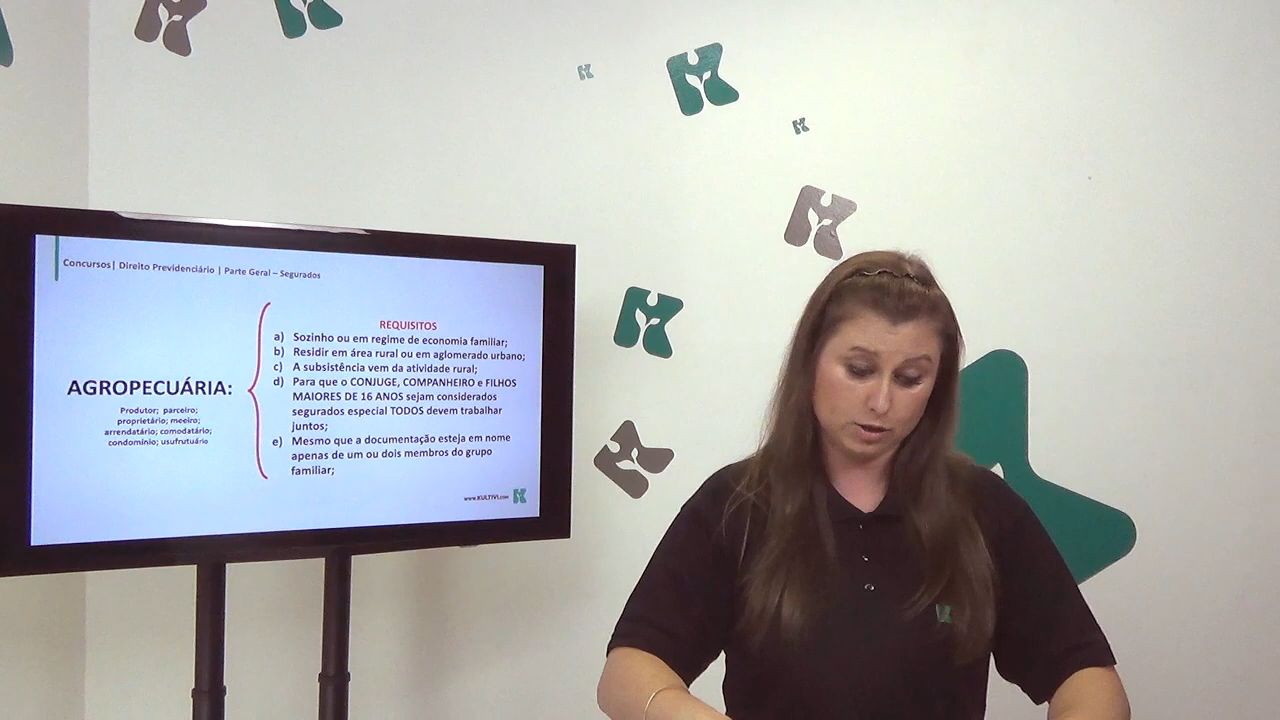 Concursos| Direito Previdenciário | Parte Geral – Segurados
AGROPECUÁRIA:
Produtor; parceiro;
proprietário; meeiro;
arrendatário; comodatário;
condomínio; usufrutuário
REQUISITOS
a) Sozinho ou em regime de economia familiar;
b) Residir em área rural ou em aglomerado urbano;
c) A subsistência vem da atividade rural;
d) Para que o CONJUGE, COMPANHEIRO e FILHOS
MAIORES DE 16 ANOS sejam considerados
segurados especial TODOS devem trabalhar
juntos;
e) Mesmo que a documentação esteja em nome
apenas de um ou dois membros do grupo
familiar;
www.KULTIVI.com